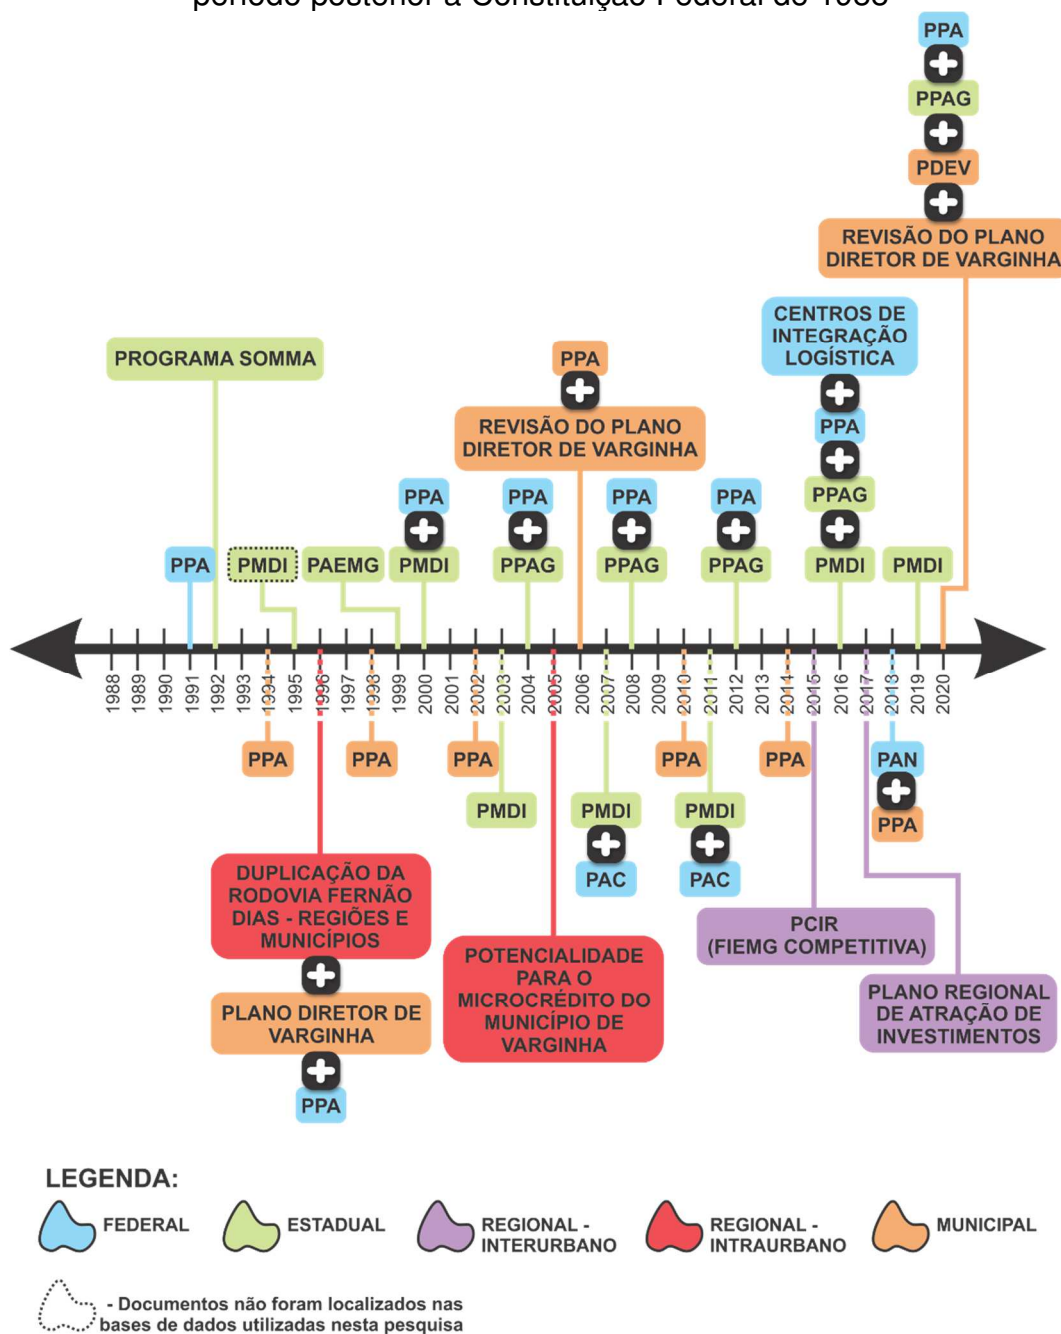 período posterior à Constituição Federal de 1988
PPA
PPAG
PDEV
REVISÃO DO PLANO
DIRETOR DE VARGINHA
CENTROS DE
INTEGRAÇÃO
LOGÍSTICA
PPA
PPAG
PMDI
PMDI
PROGRAMA SOMMA
PPA
REVISÃO DO PLANO
DIRETOR DE VARGINHA
PPA
PPA
PPA
PPA
PPA
PMDI
PAEMG
PMDI
PPAG
PPAG
PPAG
1988
1989
1990
1991
1992
1993
1994
1995
1996
1997
1998
1999
2000
2001
2002
2003
2004
2005
2006
2007
2008
2009
2010
2011
2012
2013
2014
2015
2016
2017
2018
2019
2020
PPA
PPA
PPA
PPA
PPA
PAN
PPA
PMDI
PMDI
PAC
PMDI
PAC
DUPLICAÇÃO DA
RODOVIA FERNÃO
DIAS - REGIÕES E
MUNICÍPIOS
PLANO DIRETOR DE
VARGINHA
PPA
POTENCIALIDADE
PARA O
MICROCRÉDITO DO
MUNICÍPIO DE
VARGINHA
PCIR
(FIEMG COMPETITIVA)
PLANO REGIONAL
DE ATRAÇÃO DE
INVESTIMENTOS
LEGENDA:
FEDERAL
ESTADUAL
REGIONAL -
INTERURBANO
REGIONAL -
INTRAURBANO
MUNICIPAL
- Documentos não foram localizados nas
bases de dados utilizadas nesta pesquisa